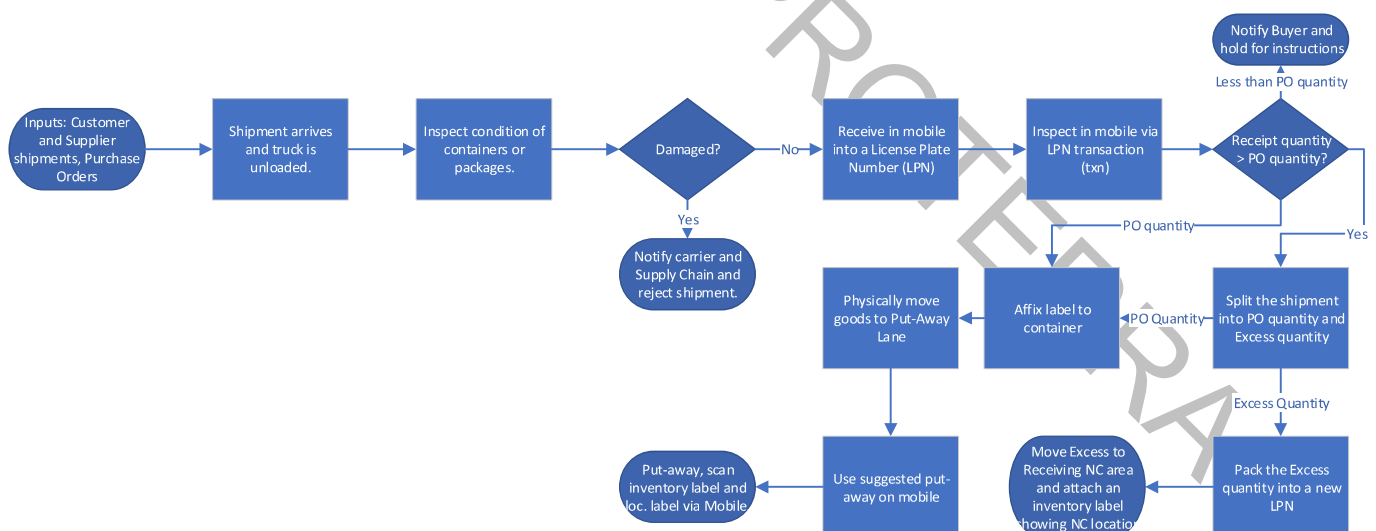 Inputs: Customer
and Supplier
shipments, Purchase
Orders
Shipment arrives
and truck is
unloaded.
Inspect condition of
containers or
packages.
Damaged?
No
Yes
Notify carrier and
Supply Chain and
reject shipment.
Receive in mobile
into a License Plate
Number (LPN)
Inspect in mobile via
LPN transaction
(txn)
Receipt quantity
> PO quantity?
Less than PO quantity
Notify Buyer and
hold for instructions
PO quantity
Yes
Split the shipment
into PO quantity and
Excess quantity
PO Quantity
Affix label to
container
Physically move
goods to Put-Away
Lane
Use suggested put-
away on mobile
Put-away, scan
inventory label and
loc. label via Mobile
Excess Quantity
Pack the Excess
quantity into a new
LPN
Move Excess to
Receiving NC area
and attach an
inventory label
showing NC location
ROTERRA